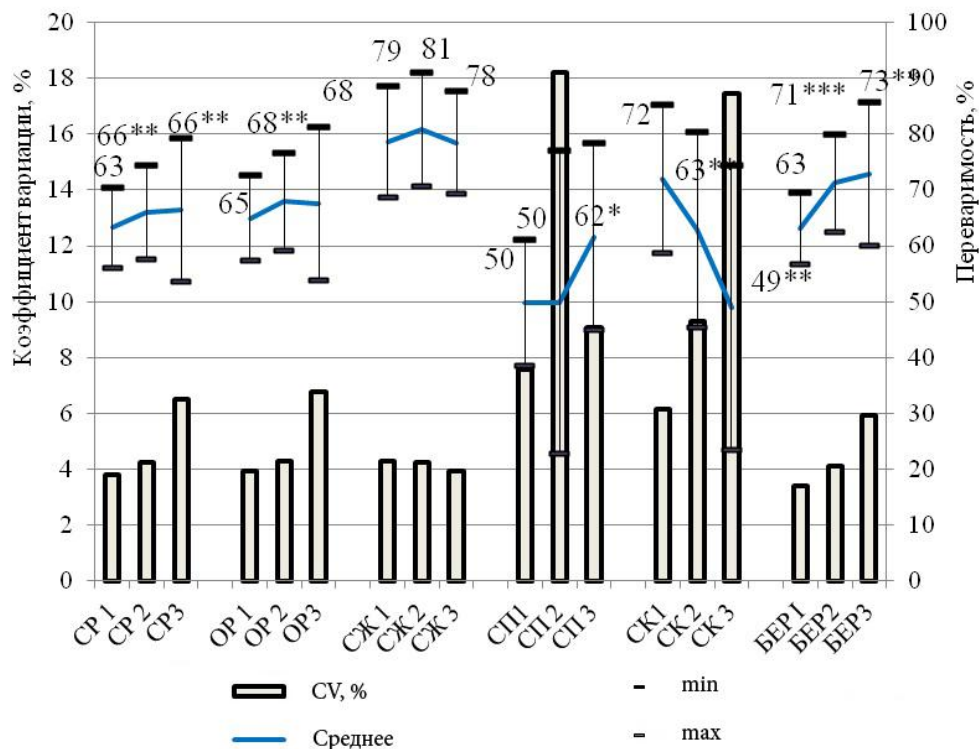 Коэффициент вариации, %
20
18
16
14
12
10
8
6
4
2
0
63
66**
66**
65
68**
68
79
81
78
50
50
62*
72
63**
49**
63
71***
73**
100
90
80
70
60
50
40
30
20
10
0
Переваримость, %
СР 1
СР 2
СР3
ОР 1
ОР 2
ОР3
СЖ 1
СЖ 2
СЖ 3
СП1
СП 2
СП 3
СК1
СК 2
СК 3
БЕР1
БЕР2
БЕР3
CV, %
min
Среднее
max